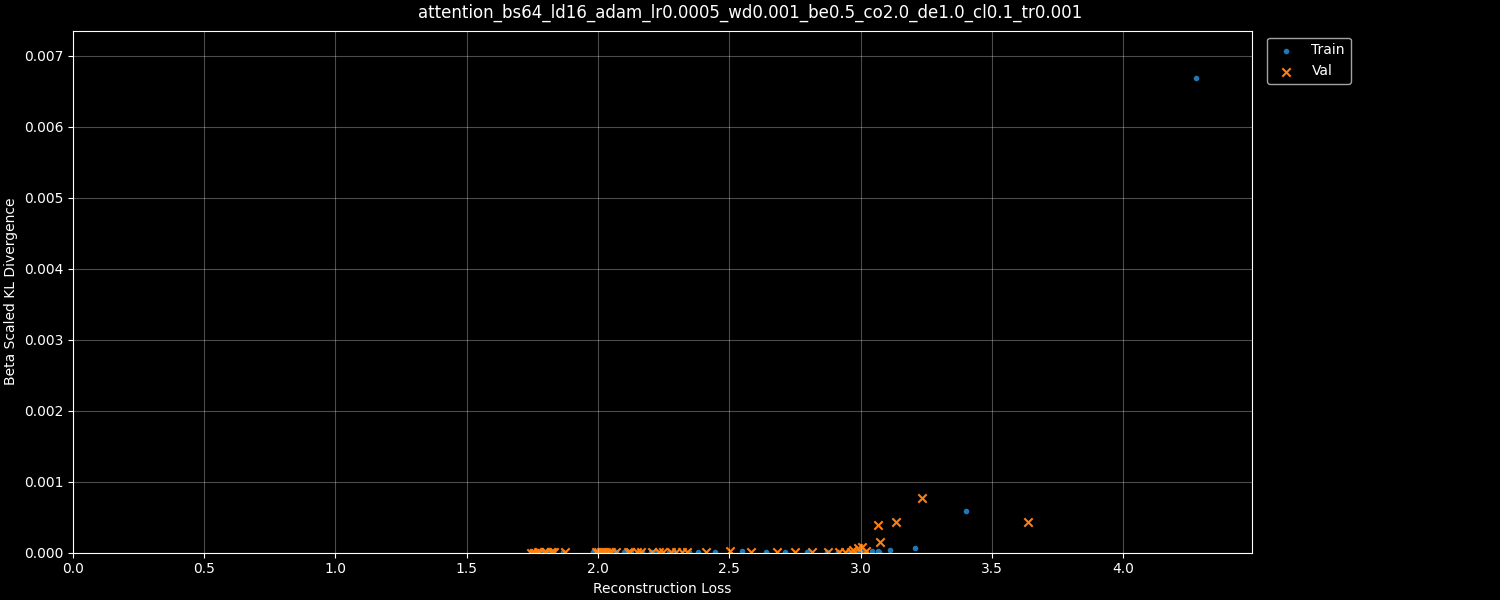 attention_bs64_ld16_adam_lr0.0005_wd0.001_be0.5_co2.0_de1.0_cl0.1_tr0.001
Train
Val
0.007
0.006
0.005
0.004
0.003
0.002
0.001
0.000
Beta Scaled KL Divergence
0.0 0.5 1.0 1.5 2.0 2.5 3.0 3.5 4.0
Reconstruction Loss